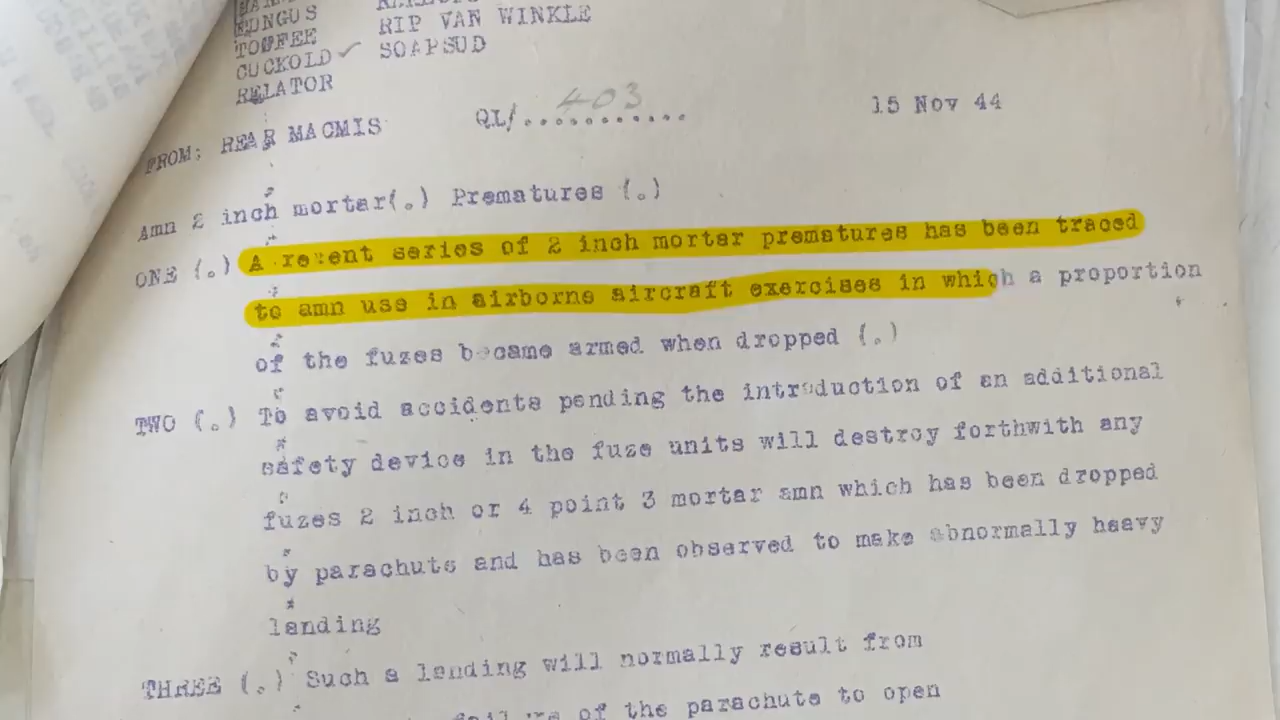 FUNGUS
TOFFEE RIP VAN WINKLE
CUCKOLD ✓ SOAPSUD
RELATOR
QL/ 403 ........... 15 Nov 44
FROM; REAR MACMIS
Amn 2 inch mortar(.) Prematures (.)
ONE (.) A recent series of 2 inch mortar prematures has been traced
to amn use in airborne aircraft exercises in which a proportion
of the fuzes became armed when dropped (.)
TWO (.) To avoid accidents pending the introduction of an additional
safety device in the fuze units will destroy forthwith any
fuzes 2 inch or 4 point 3 mortar amn which has been dropped
by parachute and has been observed to make abnormally heavy
landing
THREE (.) Such a landing will normally result from
of the parachute to open